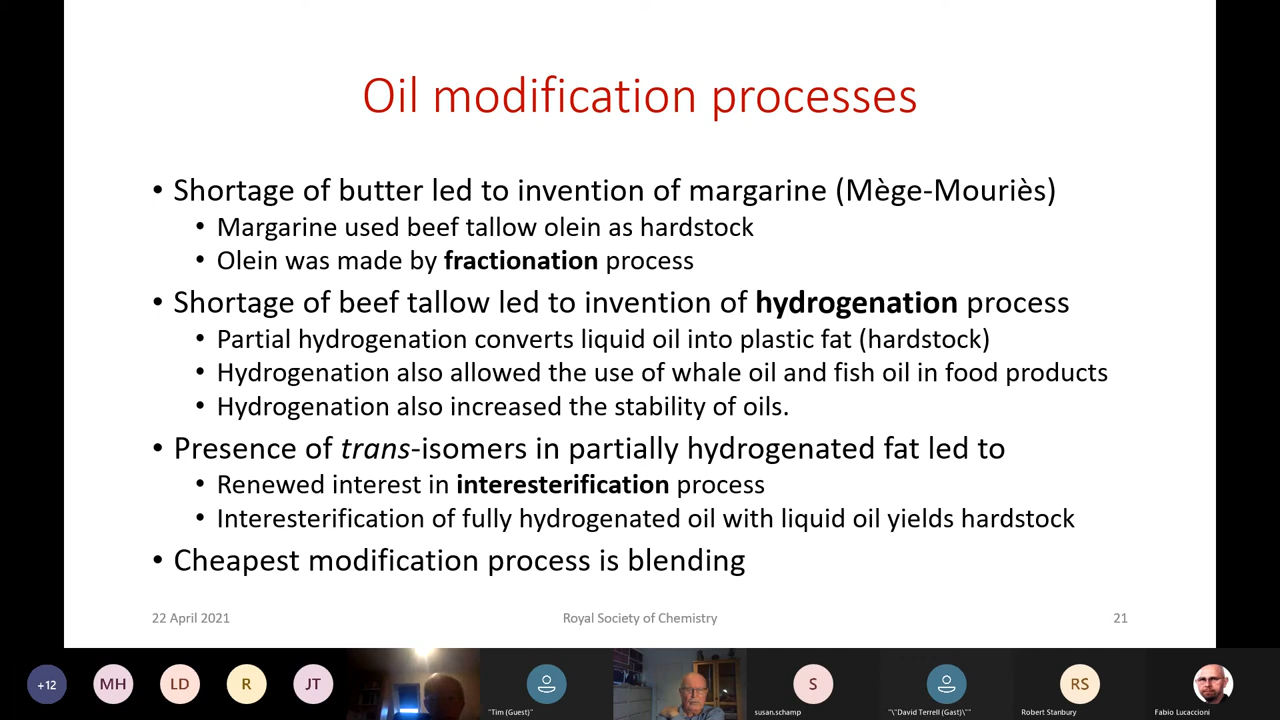 Oil modification processes
• Shortage of butter led to invention of margarine (Mège-Mouriès)
• Margarine used beef tallow olein as hardstock
• Olein was made by fractionation process
• Shortage of beef tallow led to invention of hydrogenation process
• Partial hydrogenation converts liquid oil into plastic fat (hardstock)
• Hydrogenation also allowed the use of whale oil and fish oil in food products
• Hydrogenation also increased the stability of oils.
• Presence of trans-isomers in partially hydrogenated fat led to
• Renewed interest in interesterification process
• Interesterification of fully hydrogenated oil with liquid oil yields hardstock
• Cheapest modification process is blending
22 April 2021 Royal Society of Chemistry 21
+12 MH LD R JT S RS
"Tim (Guest)" susan.schamp "\"David Terrell (Gast)\"" Robert Stanbury Fabio Lucaccioni